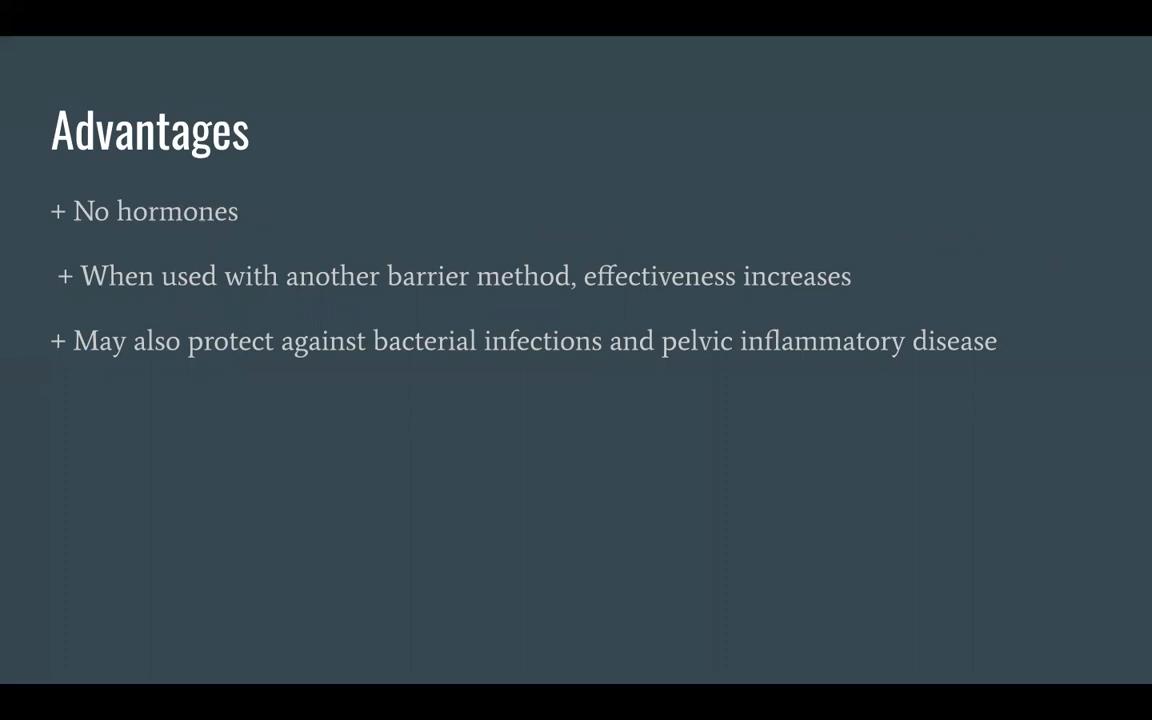 Advantages
+ No hormones
+ When used with another barrier method, effectiveness increases
+ May also protect against bacterial infections and pelvic inflammatory disease